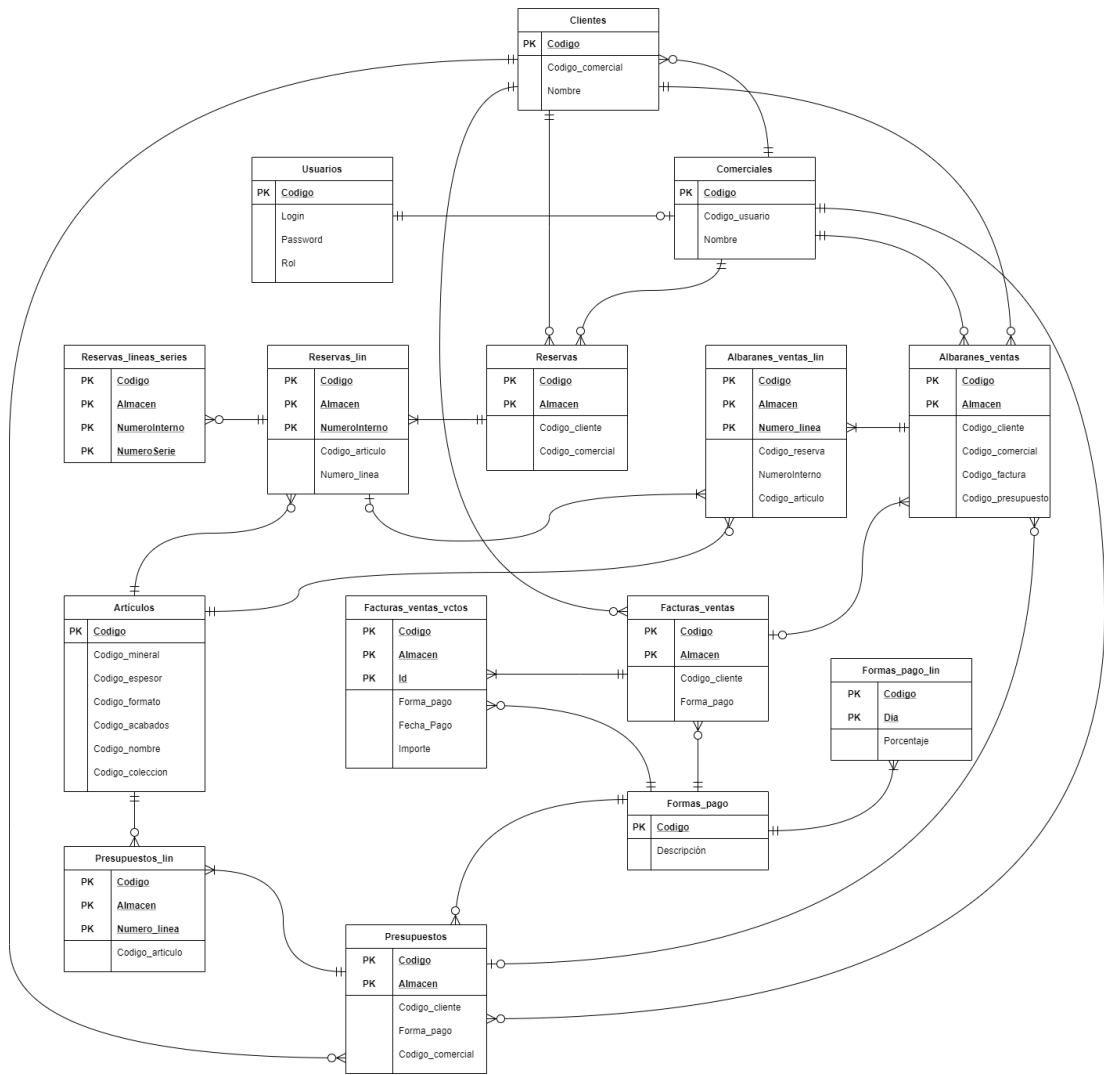 Clientes
PK Codigo
Codigo_comercial
Nombre
Usuarios
PK Codigo
Login
Password
Rol
Comerciales
PK Codigo
Codigo_usuario
Nombre
Reservas_lineas_series
PK Codigo
PK Almacen
PK NumeroInterno
PK NumeroSerie
Reservas_lin
PK Codigo
PK Almacen
PK NumeroInterno
Codigo_articulo
Numero_linea
Reservas
PK Codigo
PK Almacen
Codigo_cliente
Codigo_comercial
Albaranes_ventas_lin
PK Codigo
PK Almacen
PK Numero_linea
Codigo_reserva
NumeroInterno
Codigo_articulo
Albaranes_ventas
PK Codigo
PK Almacen
Codigo_cliente
Codigo_comercial
Codigo_factura
Codigo_presupuesto
Artículos
PK Codigo
Codigo_mineral
Codigo_espesor
Codigo_formato
Codigo_acabados
Codigo_nombre
Codigo_coleccion
Facturas_ventas_vctos
PK Codigo
PK Almacen
PK Id
Forma_pago
Fecha_Pago
Importe
Facturas_ventas
PK Codigo
PK Almacen
Codigo_cliente
Forma_pago
Formas_pago_lin
PK Codigo
PK Dia
Porcentaje
Formas_pago
PK Codigo
Descripción
Presupuestos_lin
PK Codigo
PK Almacen
PK Numero_linea
Codigo_articulo
Presupuestos
PK Codigo
PK Almacen
Codigo_cliente
Forma_pago
Codigo_comercial